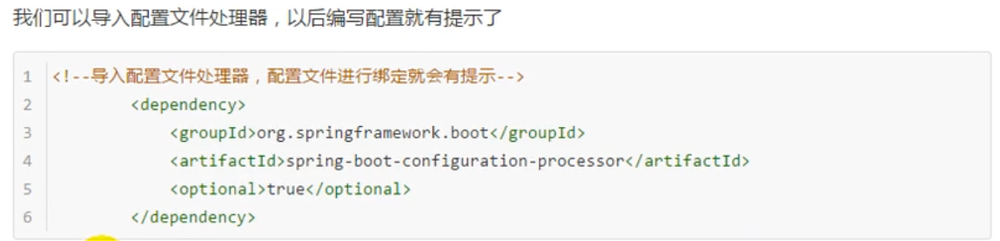 我们可以导入配置文件处理器，以后编写配置就有提示了
1 <!--导入配置文件处理器，配置文件进行绑定就会有提示-->
2 <dependency>
3 <groupId>org.springframework.boot</groupId>
4 <artifactId>spring-boot-configuration-processor</artifactId>
5 <optional>true</optional>
6 </dependency>